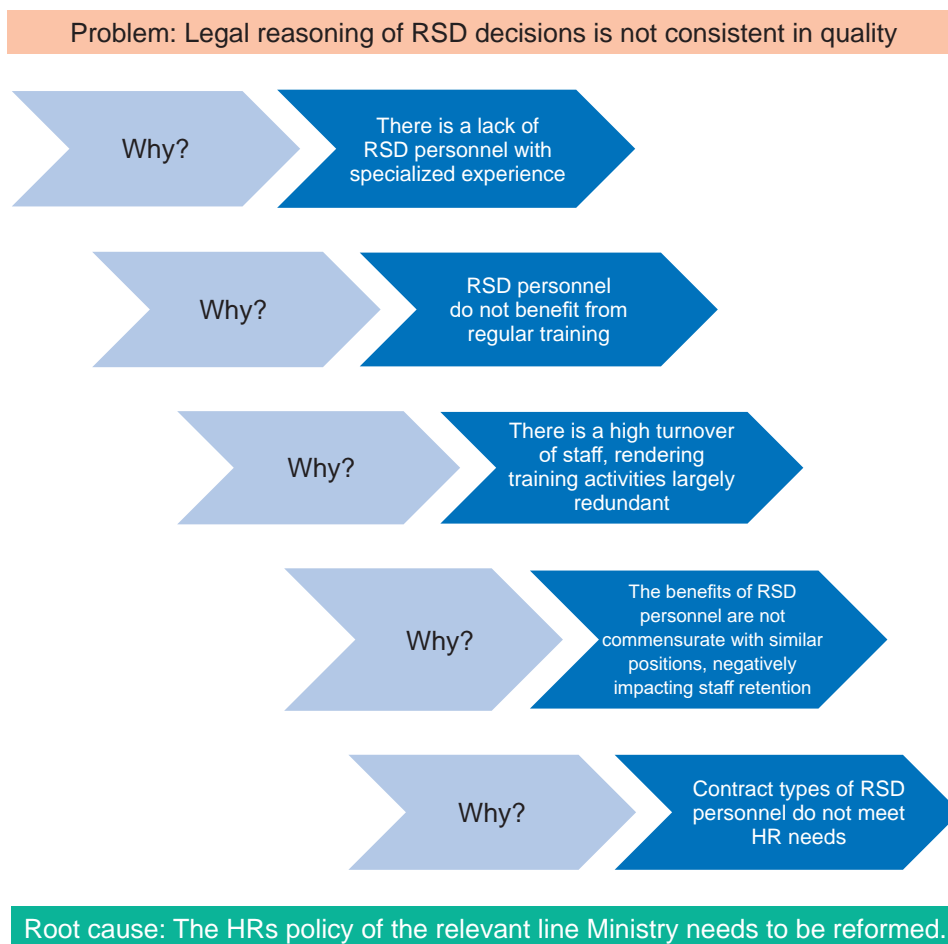 Problem: Legal reasoning of RSD decisions is not consistent in quality
Why?
There is a lack of
RSD personnel with
specialized experience
Why?
RSD personnel
do not benefit from
regular training
Why?
There is a high turnover
of staff, rendering
training activities largely
redundant
Why?
The benefits of RSD
personnel are not
commensurate with similar
positions, negatively
impacting staff retention
Why?
Contract types of RSD
personnel do not meet
HR needs
Root cause: The HRs policy of the relevant line Ministry needs to be reformed.